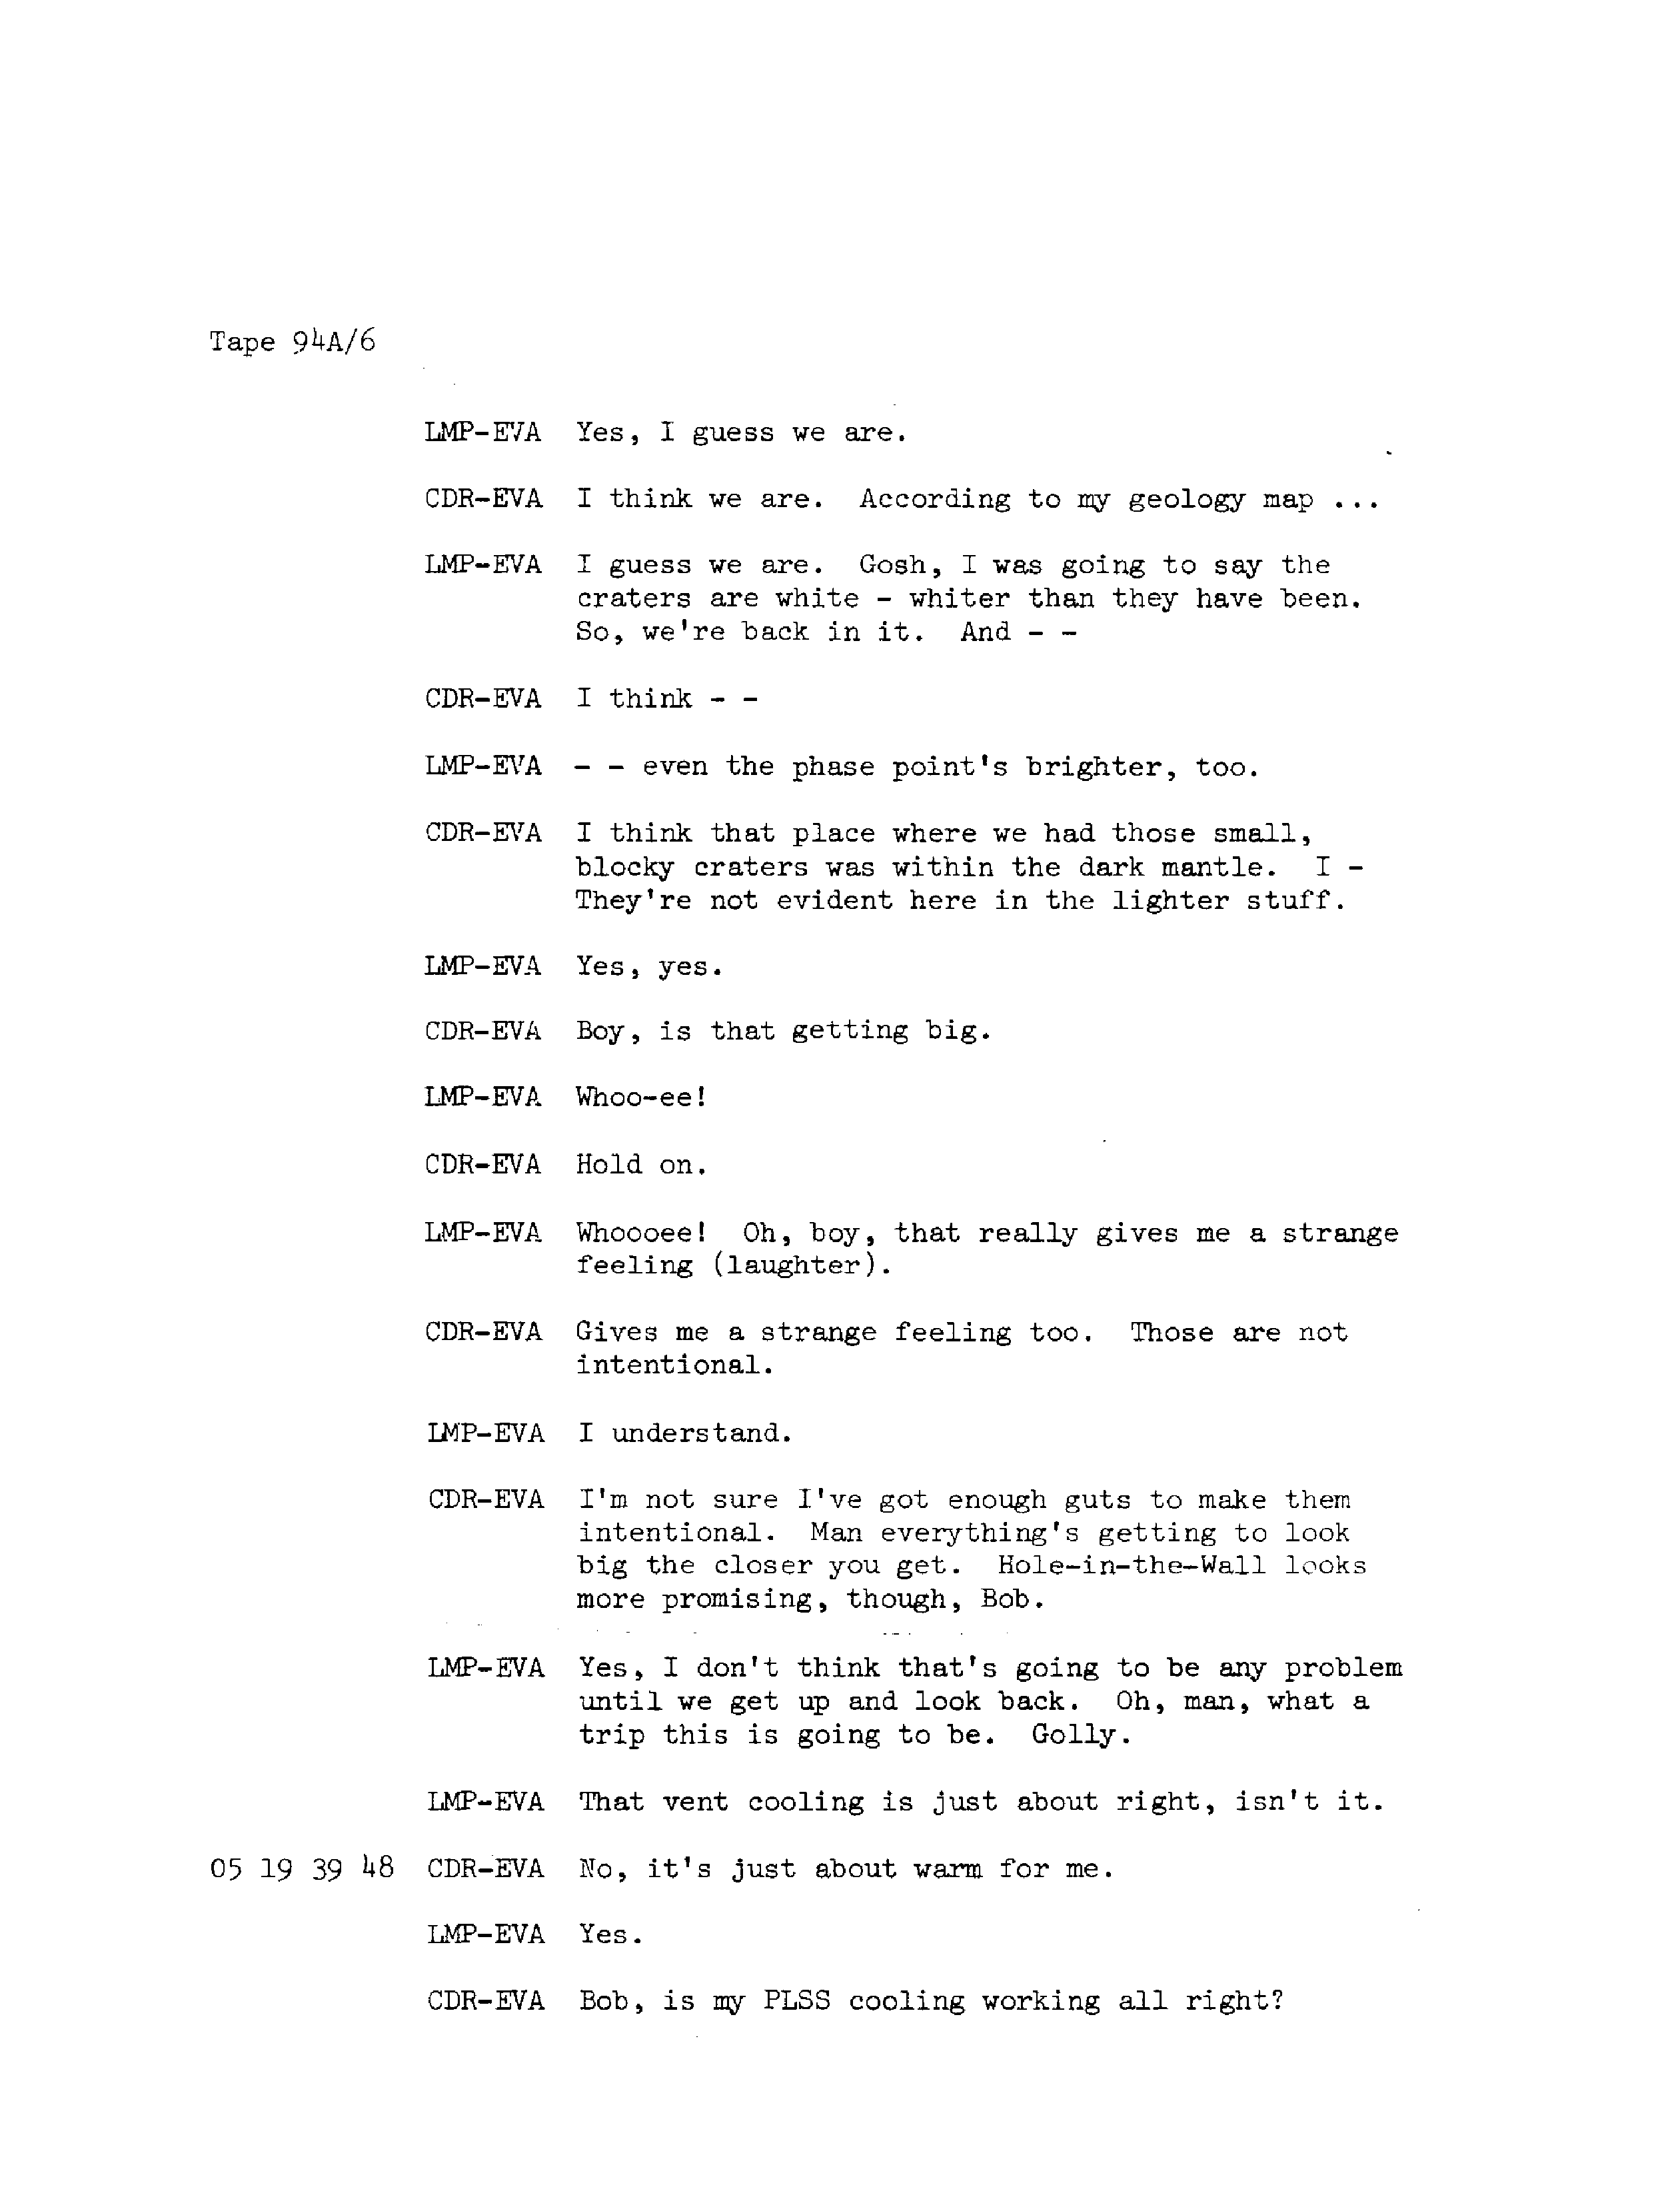 Tape 94A/6
LMP-EVA Yes, I guess we are.
CDR-EVA I think we are. According to my geology map ...
LMP-EVA I guess we are. Gosh, I was going to say the
craters are white - whiter than they have been.
So, we're back in it. And - -
CDR-EVA I think - -
LMP-EVA - - even the phase point's brighter, too.
CDR-EVA I think that place where we had those small,
blocky craters was within the dark mantle. I -
They're not evident here in the lighter stuff.
LMP-EVA Yes, yes.
CDR-EVA Boy, is that getting big.
LMP-EVA Whoo-ee!
CDR-EVA Hold on.
LMP-EVA Whoooee! Oh, boy, that really gives me a strange
feeling (laughter).
CDR-EVA Gives me a strange feeling too. Those are not
intentional.
LMP-EVA I understand.
CDR-EVA I'm not sure I've got enough guts to make them
intentional. Man everything's getting to look
big the closer you get. Hole-in-the-Wall looks
more promising, though, Bob.
LMP-EVA Yes, I don't think that's going to be any problem
until we get up and look back. Oh, man, what a
trip this is going to be. Golly.
LMP-EVA That vent cooling is just about right, isn't it.
05 19 39 48 CDR-EVA No, it's just about warm for me.
LMP-EVA Yes.
CDR-EVA Bob, is my PLSS cooling working all right?